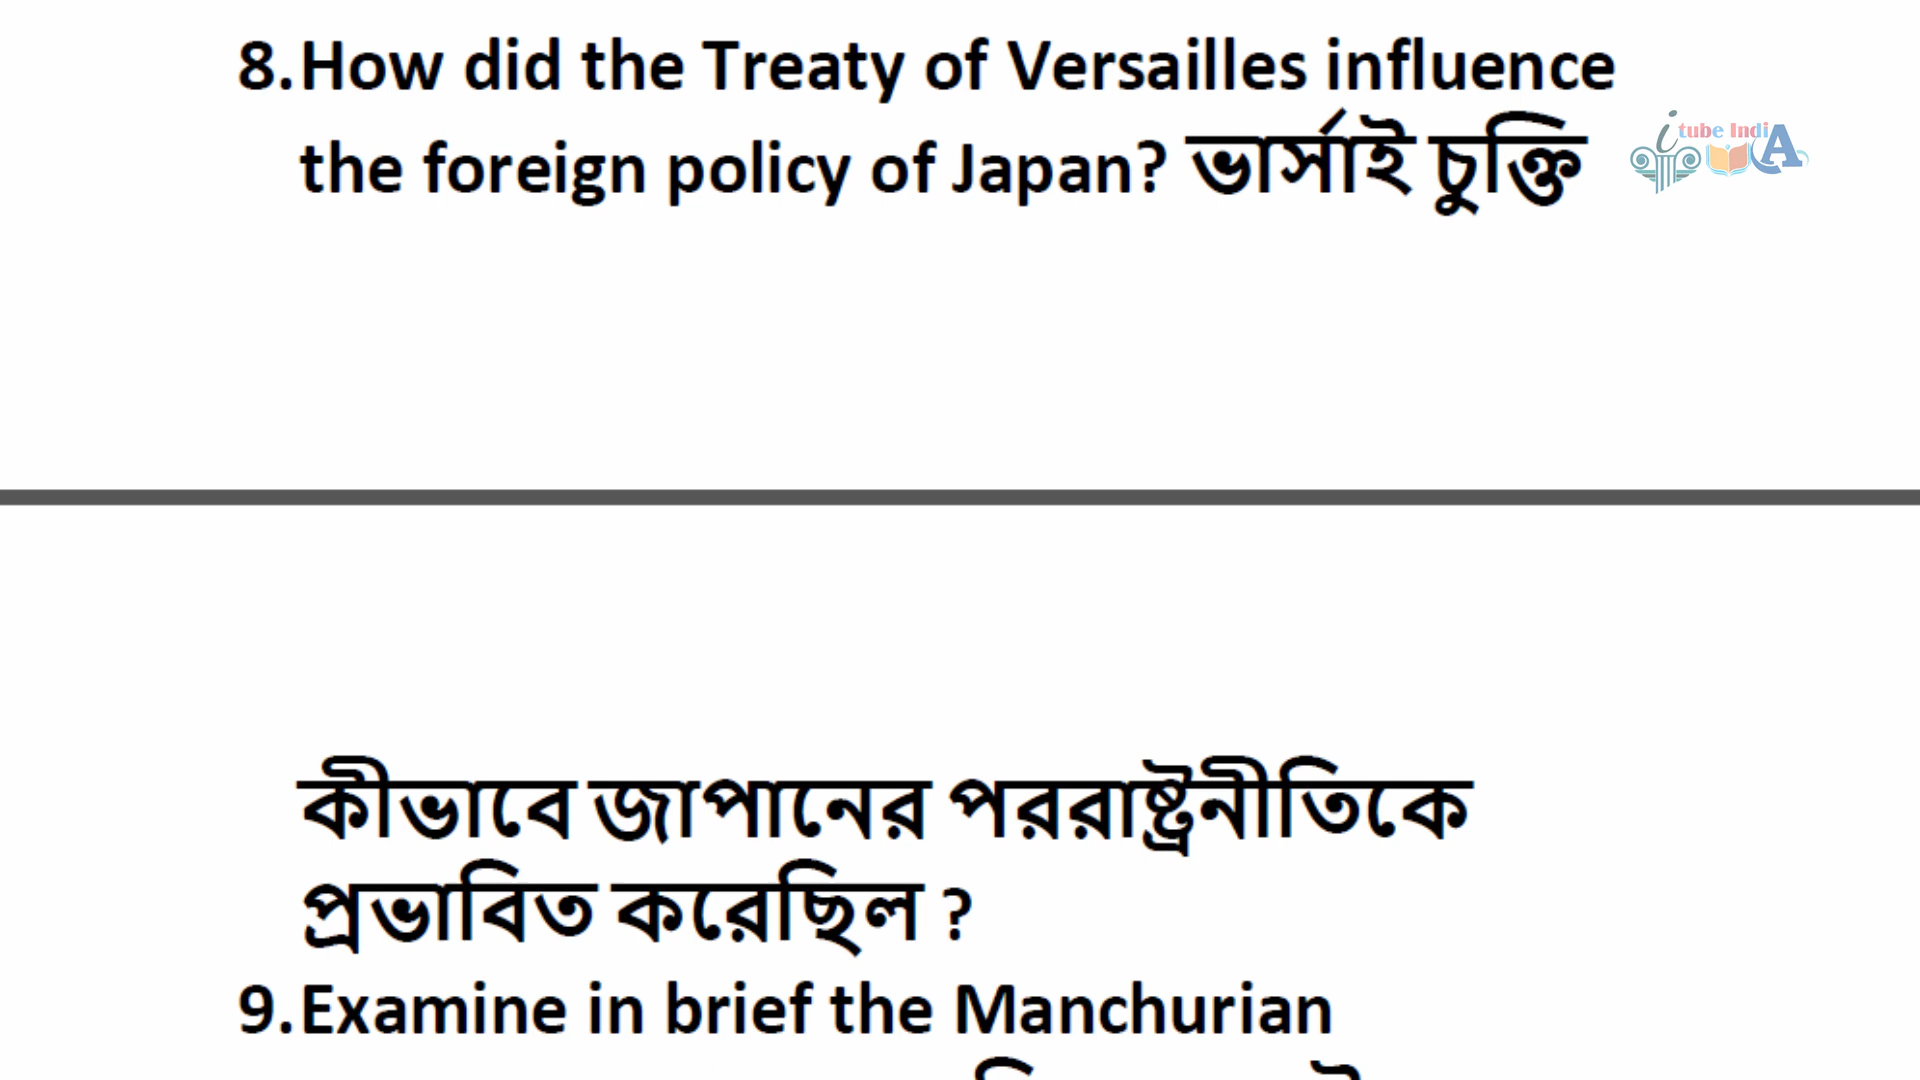 8.How did the Treaty of Versailles influence
the foreign policy of Japan? ভার্সাই চুক্তি
i tube IndiA
কীভাবে জাপানের পররাষ্ট্রনীতিকে
প্রভাবিত করেছিল ?
9.Examine in brief the Manchurian